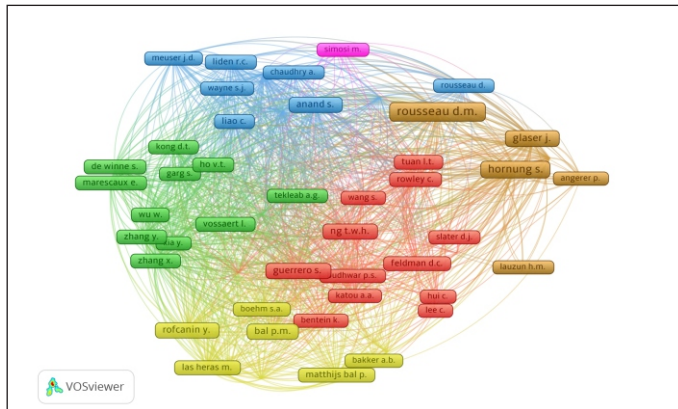 simosi m.
meuser j.d.
liden r.c.
chaudhry a.
wayne s.j.
rousseau d.
anand s.
rousseau d.m.
liao c.
glaser j.
kong d.t.
tuan l.t.
de winne s.
ho v.t.
garg s.
hornung s.
angerer p.
marescaux e.
rowley c.
tekleab a.g.
wang s.
wu w.
vossaert l.
zhang y.
ng t.w.h.
slater d.j.
zhang x.
guerrero s.
feldman d.c.
lauzun h.m.
katou a.a.
hui c.
boehm s.a.
lee c.
bentein k.
rofcanin y.
bal p.m.
bakker a.b.
las heras m.
matthijs bal p.
VOSviewer